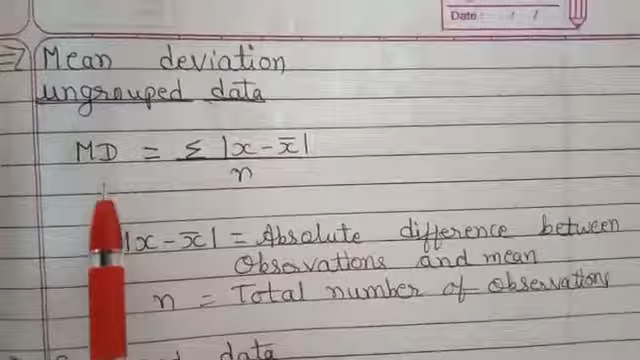 Date : / /
=> Mean deviation
ungrouped data
MD = Σ |x - x̄|
n
|x - x̄| = Absolute difference between
Observations and mean
n = Total number of observations
data